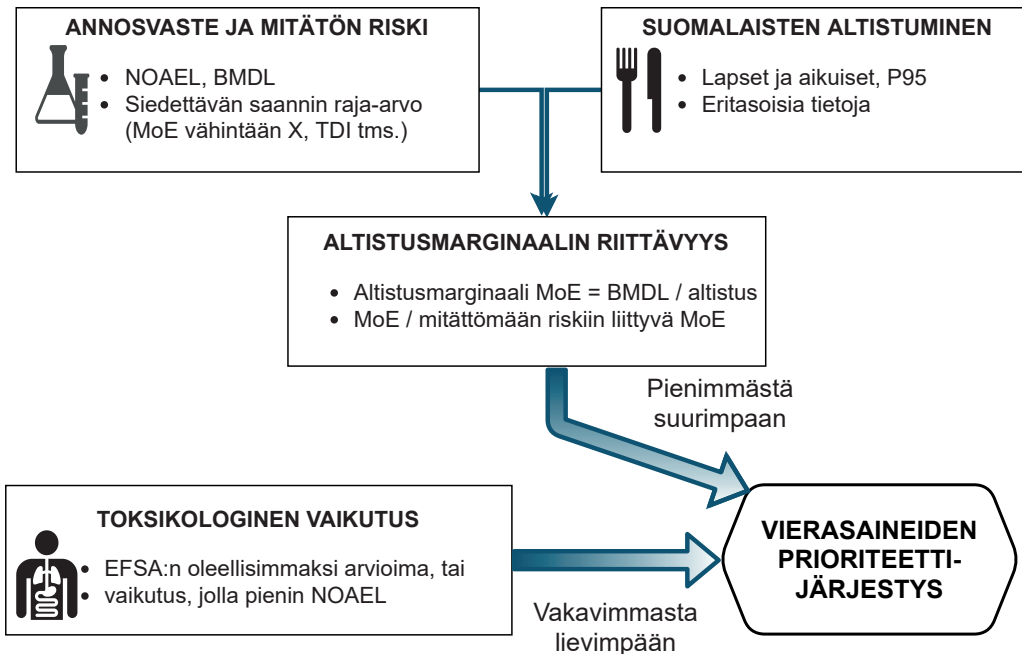 ANNOSVASTE JA MITÄTÖN RISKI
• NOAEL, BMDL
• Siedettävän saannin raja-arvo
(MoE vähintään X, TDI tms.)
SUOMALAISTEN ALTISTUMINEN
• Lapset ja aikuiset, P95
• Eritasoisia tietoja
ALTISTUSMARGINAALIN RIITTÄVYYS
• Altistusmarginaali MoE = BMDL / altistus
• MoE / mitättömään riskiin liittyvä MoE
Pienimmästä
suurimpaan
TOKSIKOLOGINEN VAIKUTUS
• EFSA:n oleellisimmaksi arvioima, tai
• vaikutus, jolla pienin NOAEL
Vakavimmasta
lievimpään
VIERASAINEIDEN
PRIORITEETTI-
JÄRJESTYS